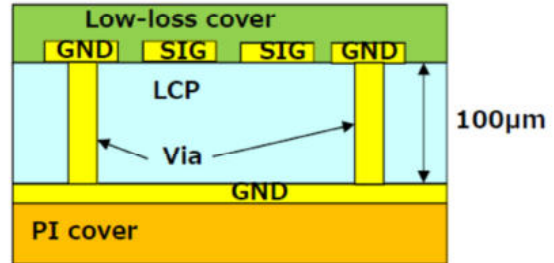 Low-loss cover
GND SIG SIG GND
LCP
100μm
Via
GND
PI cover